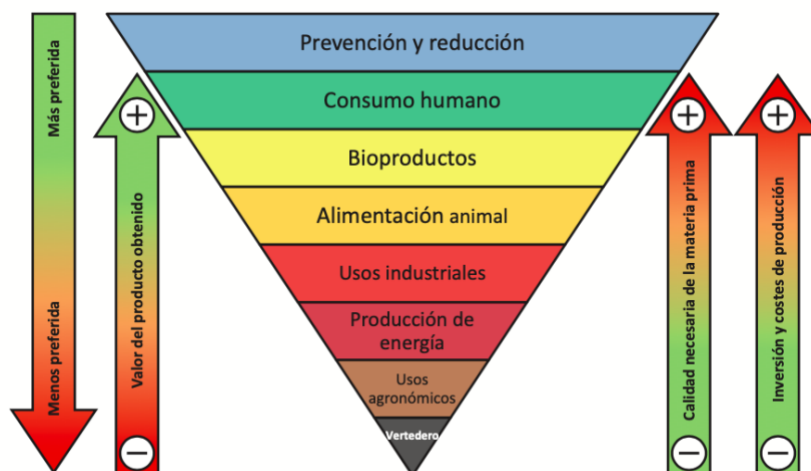 Más preferida
Menos preferida
+
Valor del producto obtenido
−
Prevención y reducción
Consumo humano
Bioproductos
Alimentación animal
Usos industriales
Producción de
energía
Usos
agronómicos
Vertedero
+
Calidad necesaria de la materia prima
−
+
Inversión y costes de producción
−